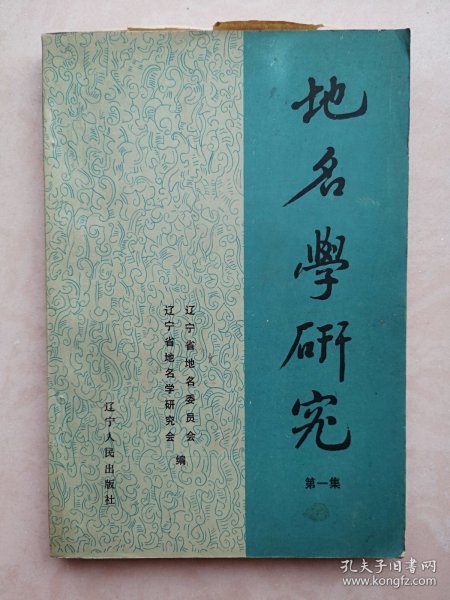 地名學研究
第一集
辽宁省地名委员会
辽宁省地名学研究会
编
辽宁人民出版社
孔夫子旧书网
www.kongfz.com